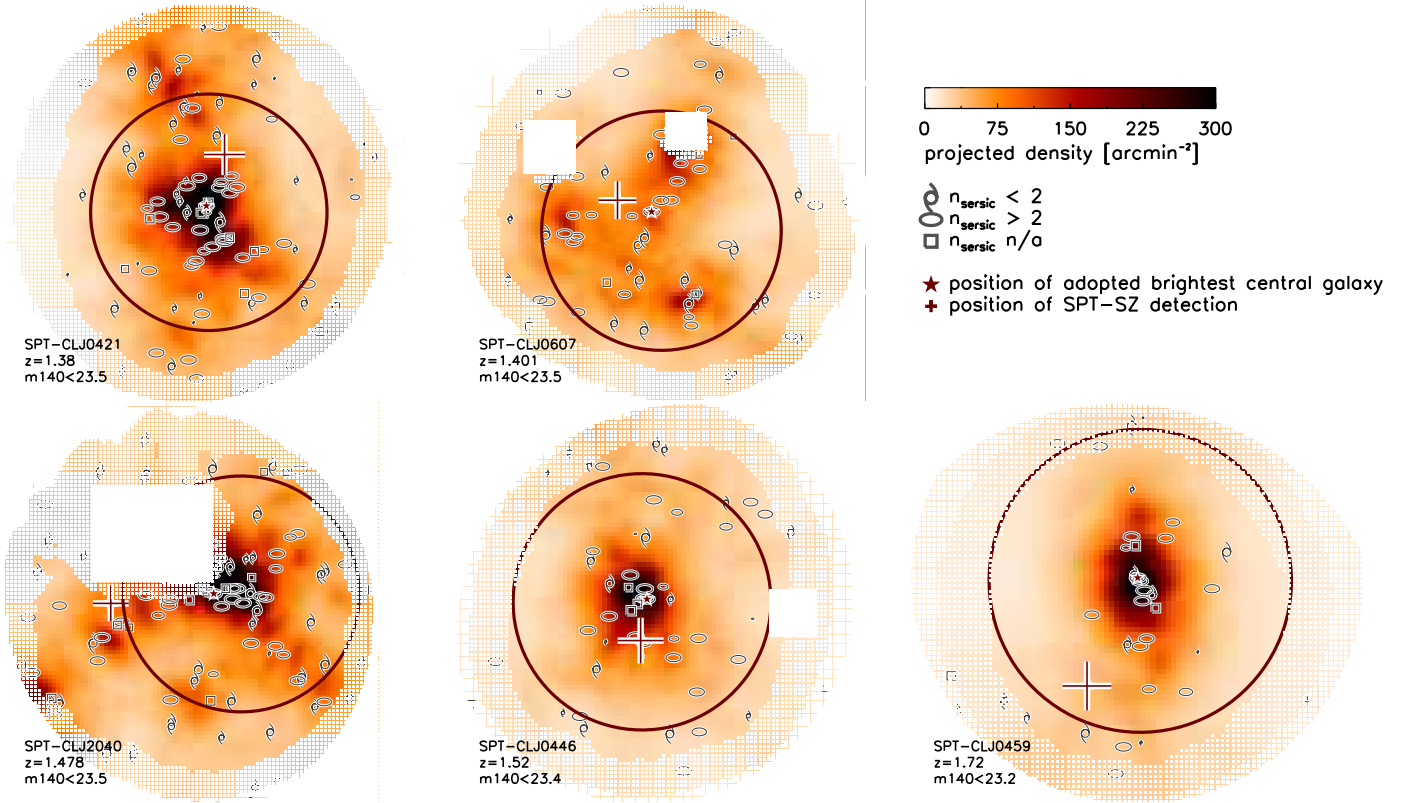 0 75 150 225 300
projected density [arcmin⁻²]
n_sersic < 2
n_sersic > 2
n_sersic n/a
position of adopted brightest central galaxy
position of SPT-SZ detection
SPT-CLJ0421
z=1.38
m140<23.5
SPT-CLJ0607
z=1.401
m140<23.5
SPT-CLJ2040
z=1.478
m140<23.5
SPT-CLJ0446
z=1.52
m140<23.4
SPT-CLJ0459
z=1.72
m140<23.2